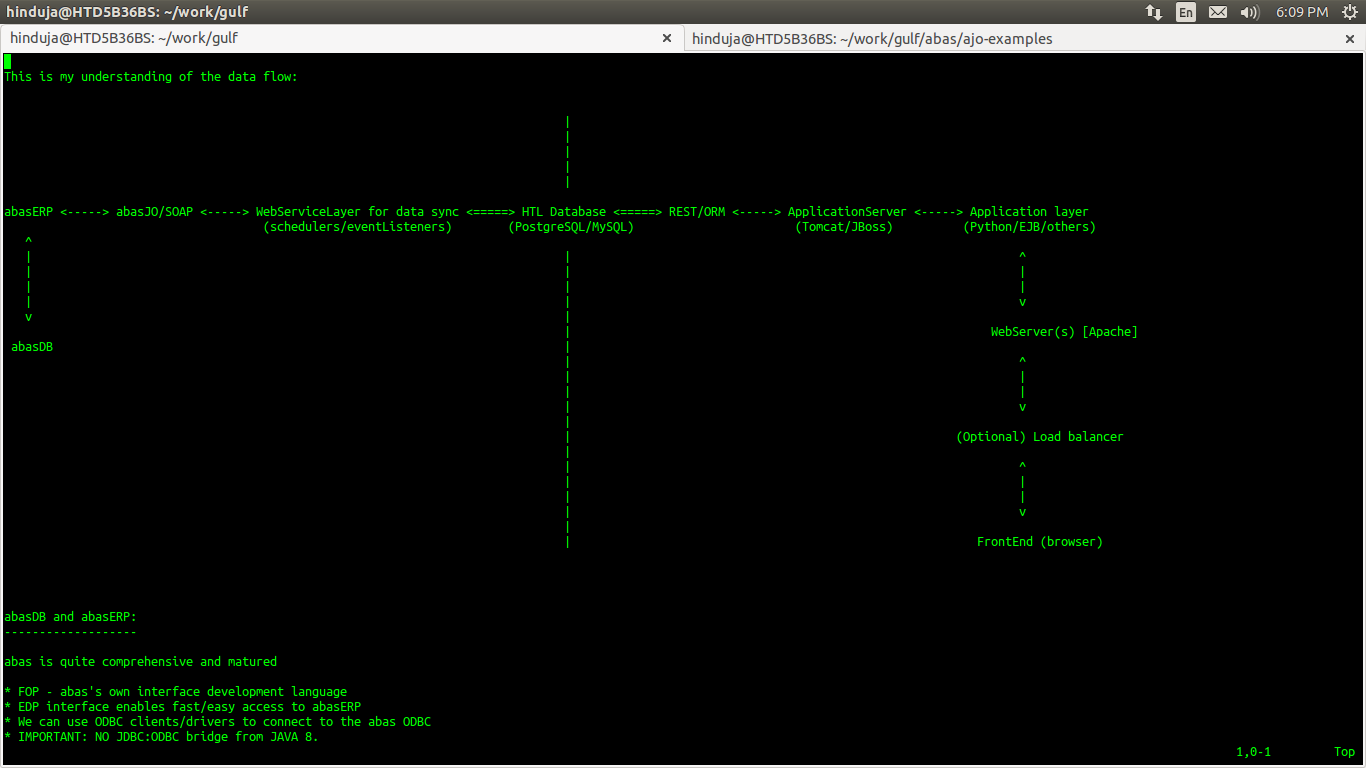 hinduja@HTD5B36BS: ~/work/gulf
En
6:09 PM
hinduja@HTD5B36BS: ~/work/gulf ×
hinduja@HTD5B36BS: ~/work/gulf/abas/ajo-examples ×
This is my understanding of the data flow:
|
|
|
|
|
abasERP <-----> abasJO/SOAP <-----> WebServiceLayer for data sync <=====> HTL Database <=====> REST/ORM <-----> ApplicationServer <-----> Application layer
(schedulers/eventListeners) (PostgreSQL/MySQL) (Tomcat/JBoss) (Python/EJB/others)
^
| | ^
| | |
| | |
| | v
v |
| WebServer(s) [Apache]
abasDB |
| ^
| |
| |
| v
|
| (Optional) Load balancer
|
| ^
| |
| |
| v
|
| FrontEnd (browser)
abasDB and abasERP:
-------------------
abas is quite comprehensive and matured
* FOP - abas's own interface development language
* EDP interface enables fast/easy access to abasERP
* We can use ODBC clients/drivers to connect to the abas ODBC
* IMPORTANT: NO JDBC:ODBC bridge from JAVA 8.
1,0-1 Top